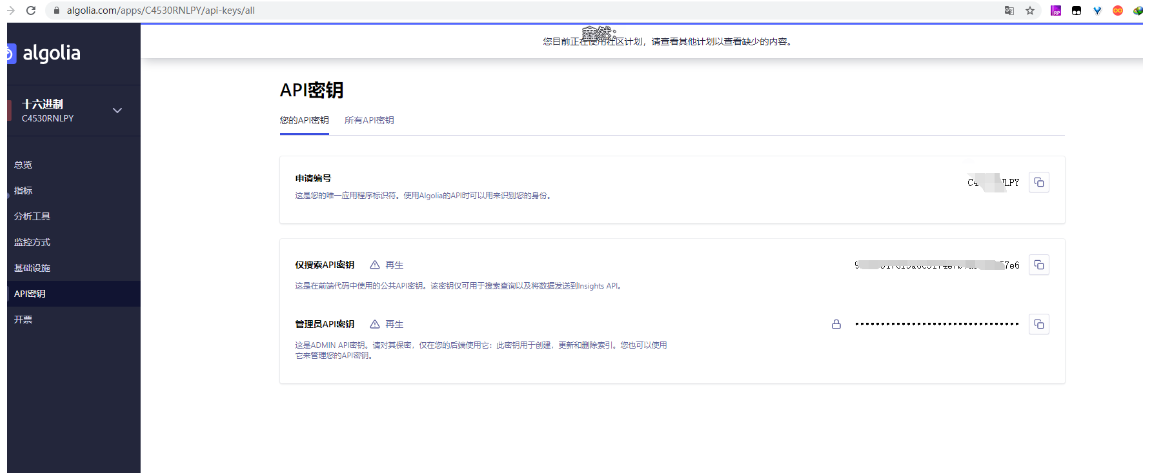 algolia.com/apps/C4530RNLPY/api-keys/all
algolia
您目前正在使用社区计划，请查看其他计划以查看缺少的内容。
十六进制
C4530RNLPY
总览
指标
分析工具
监控方式
基础设施
API密钥
开票
API密钥
您的API密钥 所有API密钥
申请编号
这是您的唯一应用程序标识符。使用Algolia的API时可以用来识别您的身份。
仅搜索API密钥 再生
这是在前端代码中使用的公共API密钥。该密钥仅可用于搜索查询以及将数据发送到Insights API。
管理员API密钥 再生
这是ADMIN API密钥。请对其保密，仅在您的后端使用它：此密钥用于创建，更新和删除索引。您也可以使用
它来管理您的API密钥。